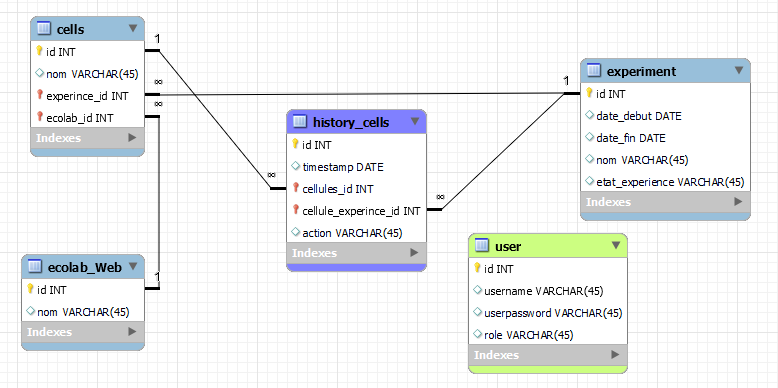 cells
id INT
nom VARCHAR(45)
experince_id INT
ecolab_id INT
Indexes
1
∞
∞
experiment
id INT
date_debut DATE
date_fin DATE
nom VARCHAR(45)
etat_experience VARCHAR(45)
Indexes
1
history_cells
id INT
timestamp DATE
cellules_id INT
cellule_experince_id INT
action VARCHAR(45)
Indexes
∞
∞
ecolab_Web
id INT
nom VARCHAR(45)
Indexes
1
user
id INT
username VARCHAR(45)
userpassword VARCHAR(45)
role VARCHAR(45)
Indexes